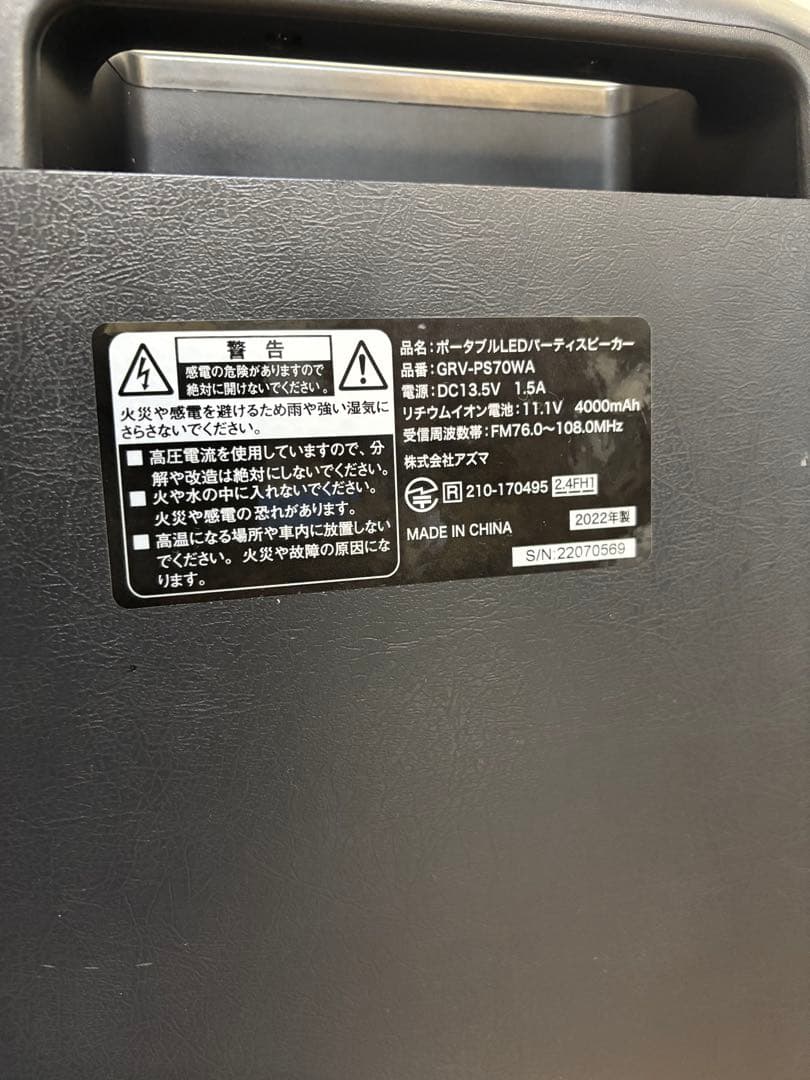 警告
感電の危険がありますので
絶対に開けないでください。
火災や感電を避けるため雨や強い湿気に
さらさないでください。
■ 高圧電流を使用していますので、分
解や改造は絶対にしないでください。
■ 火や水の中に入れないでください。
火災や感電の恐れがあります。
■ 高温になる場所や車内に放置しない
でください。火災や故障の原因にな
ります。
品名：ポータブルLEDパーティスピーカー
品番：GRV-PS70WA
電源：DC13.5V 1.5A
リチウムイオン電池：11.1V 4000mAh
受信周波数帯：FM76.0～108.0MHz
株式会社アズマ
R 210-170495 2.4FH1
2022年製
MADE IN CHINA
S/N:22070569